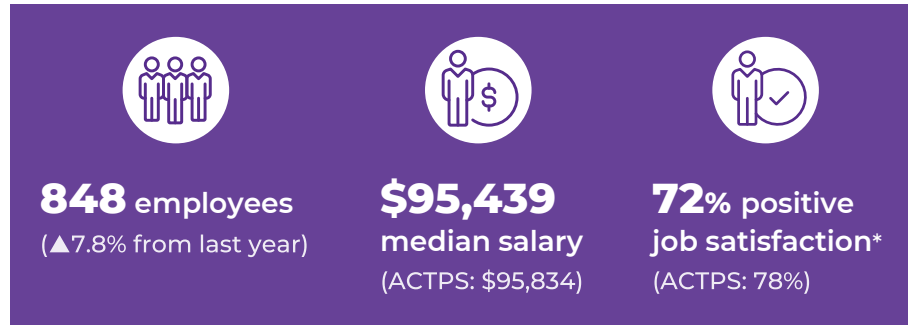 $
848 employees
(▲7.8% from last year)
$95,439
median salary
(ACTPS: $95,834)
72% positive
job satisfaction*
(ACTPS: 78%)